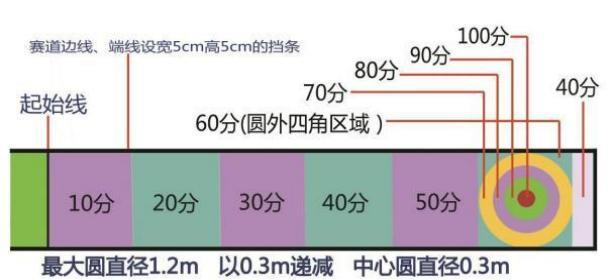 100分
赛道边线、端线设宽5cm高5cm的挡条
90分
80分
40分
70分
起始线
60分(圆外四角区域)
10分
20分
30分
40分
50分
最大圆直径1.2m 以0.3m递减 中心圆直径0.3m